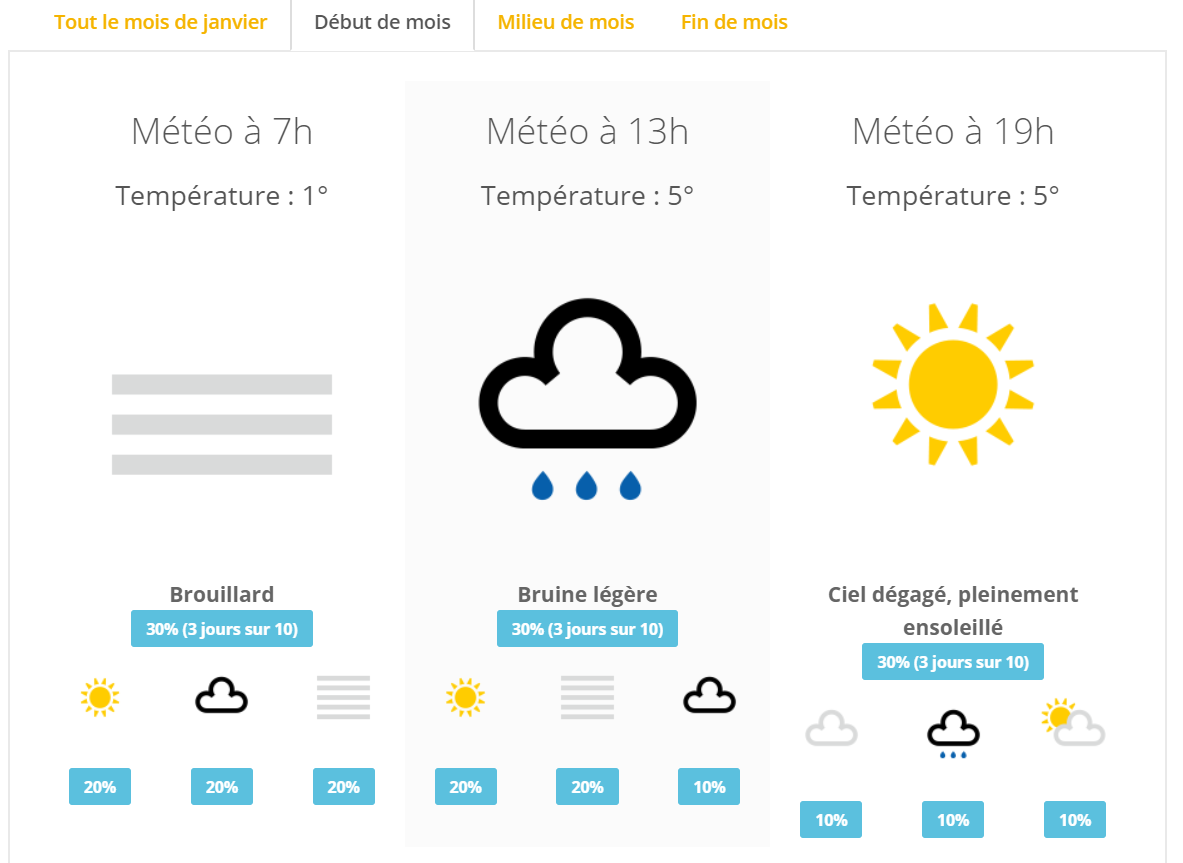 Tout le mois de janvier
Début de mois
Milieu de mois
Fin de mois
Météo à 7h
Température : 1°
Brouillard
30% (3 jours sur 10)
20%
20%
20%
Météo à 13h
Température : 5°
Bruine légère
30% (3 jours sur 10)
20%
20%
10%
Météo à 19h
Température : 5°
Ciel dégagé, pleinement
ensoleillé
30% (3 jours sur 10)
10%
10%
10%